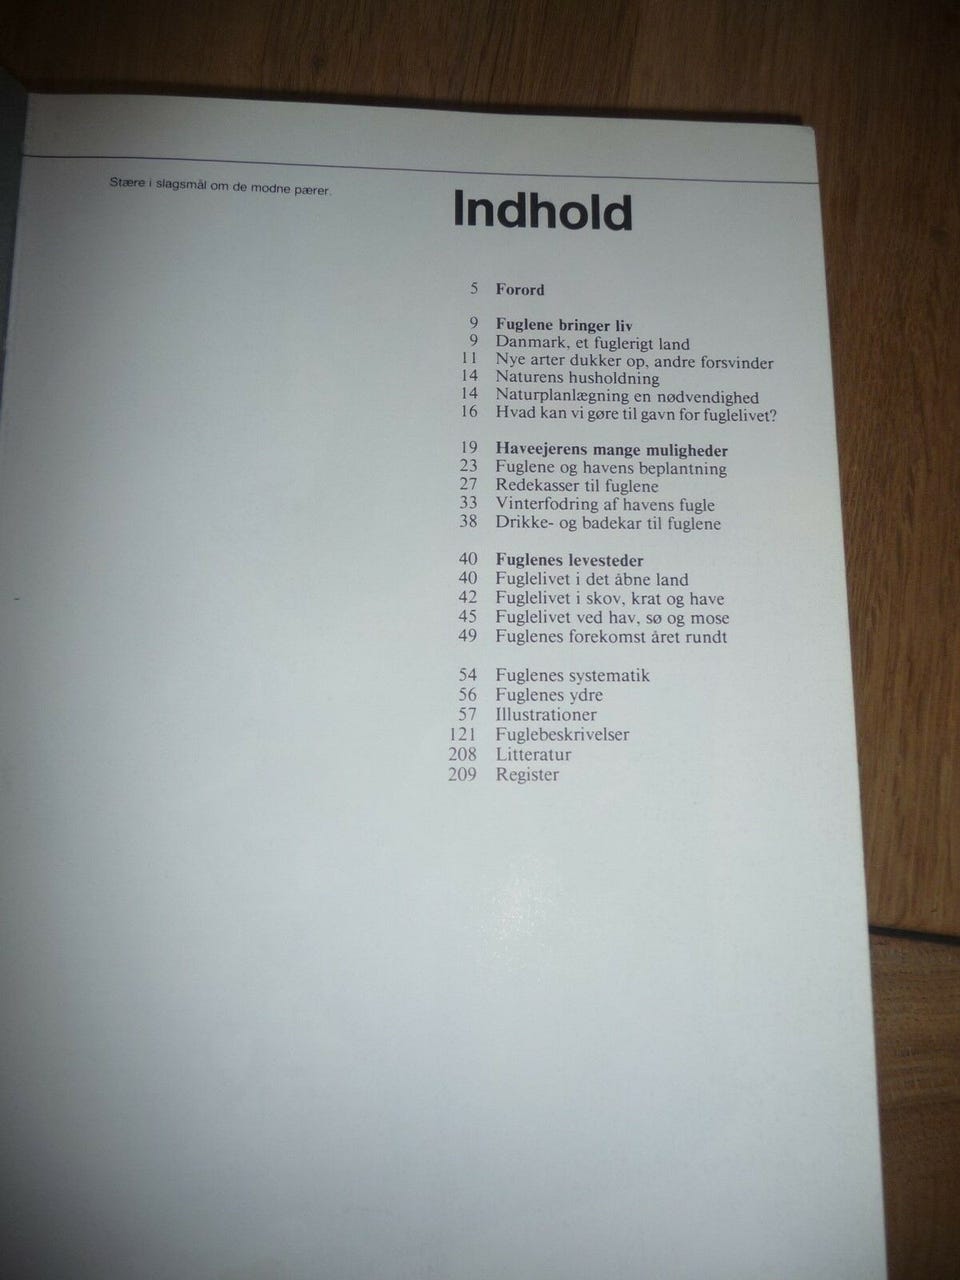 Stære i slagsmål om de modne pærer.
Indhold
5 Forord
9 Fuglene bringer liv
9 Danmark, et fuglerigt land
11 Nye arter dukker op, andre forsvinder
14 Naturens husholdning
14 Naturplanlægning en nødvendighed
16 Hvad kan vi gøre til gavn for fuglelivet?
19 Haveejerens mange muligheder
23 Fuglene og havens beplantning
27 Redekasser til fuglene
33 Vinterfodring af havens fugle
38 Drikke- og badekar til fuglene
40 Fuglenes levesteder
40 Fuglelivet i det åbne land
42 Fuglelivet i skov, krat og have
45 Fuglelivet ved hav, sø og mose
49 Fuglenes forekomst året rundt
54 Fuglenes systematik
56 Fuglenes ydre
57 Illustrationer
121 Fuglebeskrivelser
208 Litteratur
209 Register